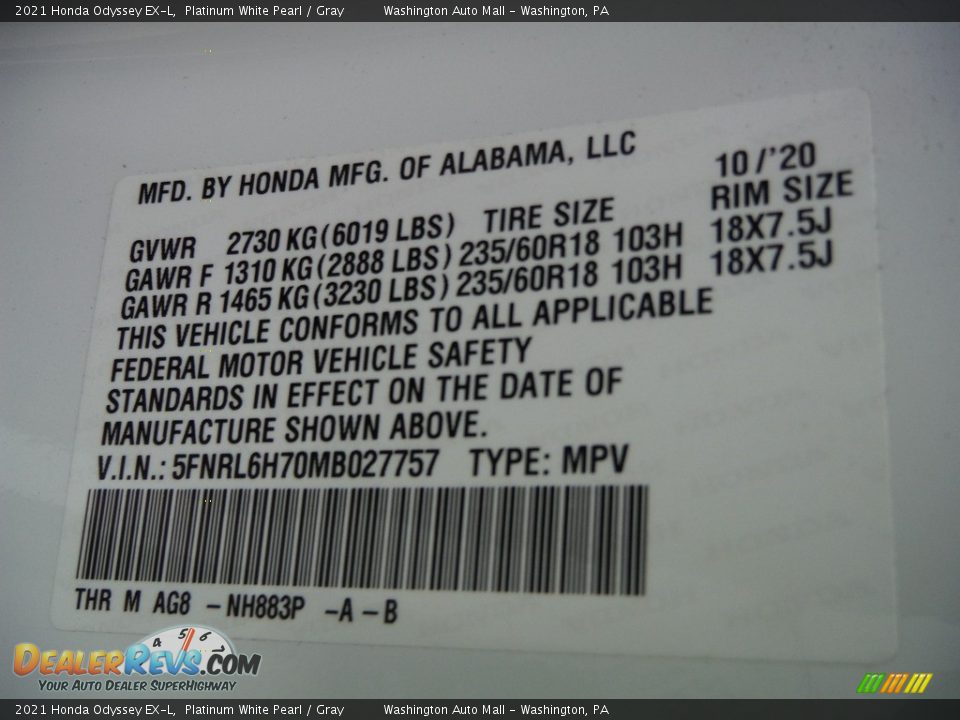 2021 Honda Odyssey EX-L, Platinum White Pearl / Gray Washington Auto Mall - Washington, PA
MFD. BY HONDA MFG. OF ALABAMA, LLC 10/'20
GVWR 2730 KG(6019 LBS) TIRE SIZE RIM SIZE
GAWR F 1310 KG(2888 LBS) 235/60R18 103H 18X7.5J
GAWR R 1465 KG(3230 LBS) 235/60R18 103H 18X7.5J
THIS VEHICLE CONFORMS TO ALL APPLICABLE
FEDERAL MOTOR VEHICLE SAFETY
STANDARDS IN EFFECT ON THE DATE OF
MANUFACTURE SHOWN ABOVE.
V.I.N.: 5FNRL6H70MB027757 TYPE: MPV
THR M AG8 -NH883P -A-B
4 5 6 7
DEALERREVS.COM
YOUR AUTO DEALER SUPERHIGHWAY
2021 Honda Odyssey EX-L, Platinum White Pearl / Gray Washington Auto Mall - Washington, PA